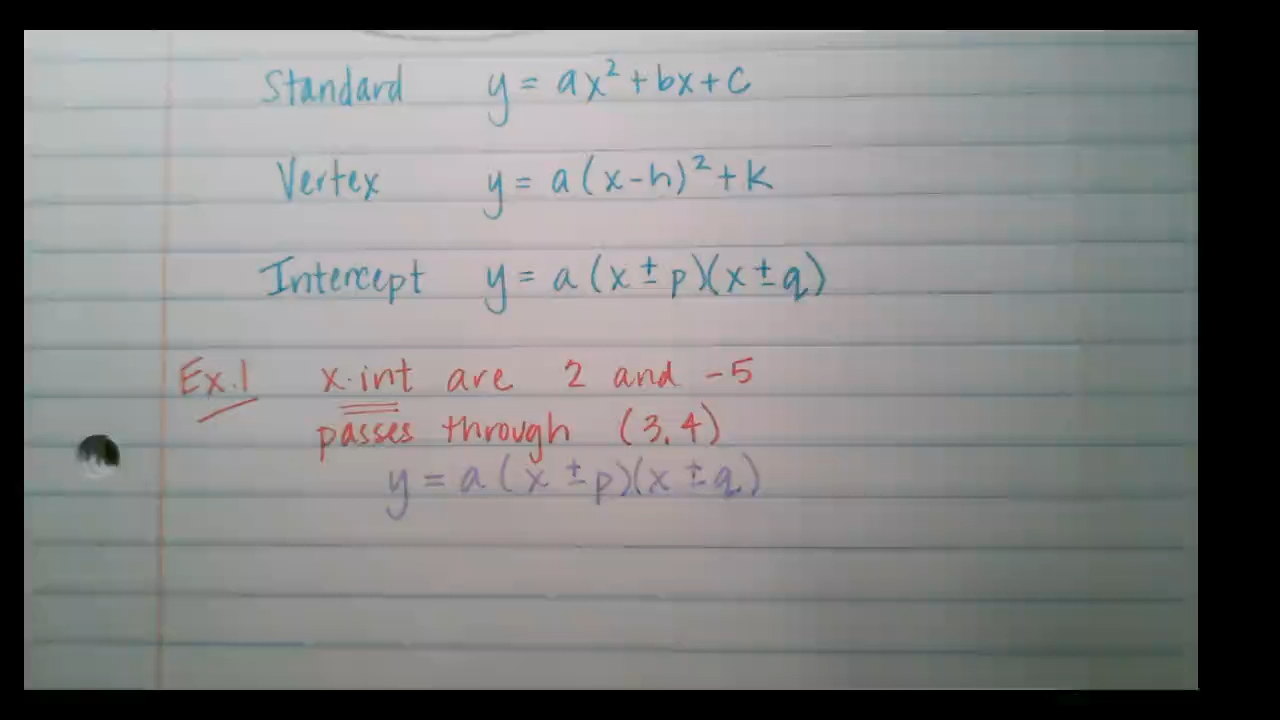 Standard y = ax² + bx + c
Vertex y = a(x-h)² + k
Intercept y = a(x ± p)(x ± q)
Ex.1 x.int are 2 and -5
passes through (3,4)
y = a(x ± p)(x ± q)